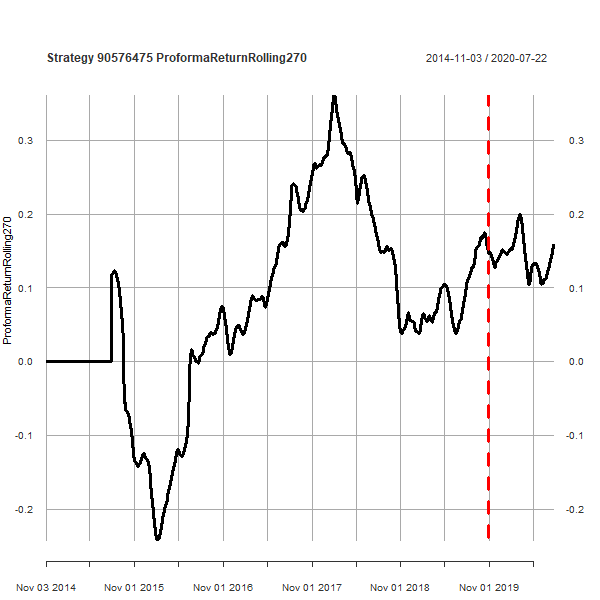 Strategy 90576475 ProformaReturnRolling270
2014-11-03 / 2020-07-22
ProformaReturnRolling270
0.3 0.3
0.2 0.2
0.1 0.1
0.0 0.0
-0.1 -0.1
-0.2 -0.2
Nov 03 2014 Nov 01 2015 Nov 01 2016 Nov 01 2017 Nov 01 2018 Nov 01 2019